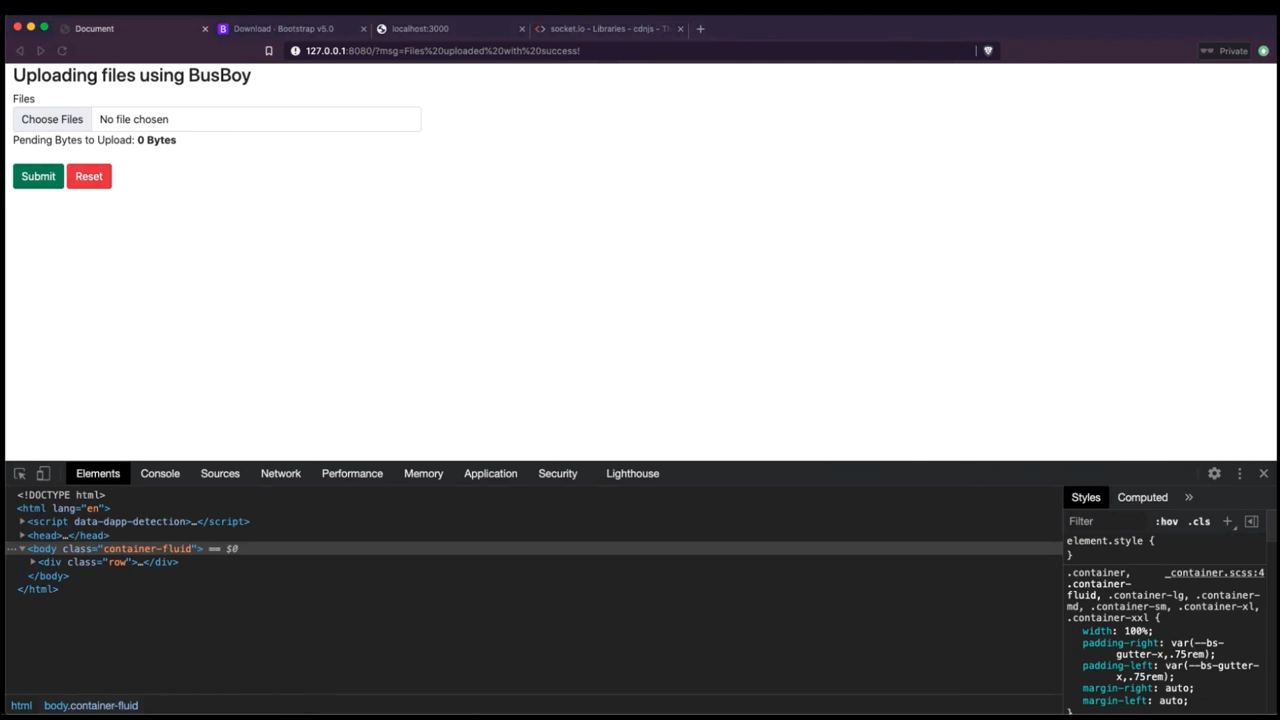 Document
Download · Bootstrap v5.0
localhost:3000
socket.io - Libraries - cdnjs - Th
127.0.0.1:8080/?msg=Files%20uploaded%20with%20success!
Private
Uploading files using BusBoy
Files
Choose Files No file chosen
Pending Bytes to Upload: 0 Bytes
Submit Reset
Elements Console Sources Network Performance Memory Application Security Lighthouse
<!DOCTYPE html>
<html lang="en">
<script data-dapp-detection>…</script>
<head>…</head>
<body class="container-fluid"> == $0
<div class="row">…</div>
</body>
</html>
html body.container-fluid
Styles Computed »
Filter :hov .cls +
element.style {
}
.container, _container.scss:4
.container-
fluid, .container-lg, .container-
md, .container-sm, .container-xl,
.container-xxl {
width: 100%;
padding-right: var(--bs-
gutter-x,.75rem);
padding-left: var(--bs-gutter-
x,.75rem);
margin-right: auto;
margin-left: auto;
}